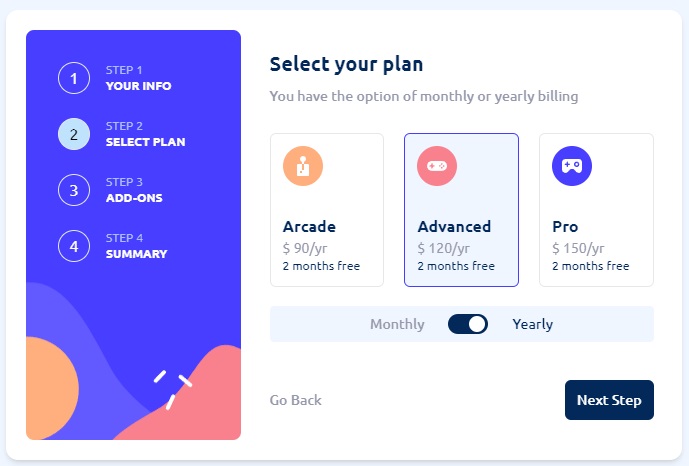 1
STEP 1
YOUR INFO
2
STEP 2
SELECT PLAN
3
STEP 3
ADD-ONS
4
STEP 4
SUMMARY
Select your plan
You have the option of monthly or yearly billing
Arcade
$ 90/yr
2 months free
Advanced
$ 120/yr
2 months free
Pro
$ 150/yr
2 months free
Monthly
Yearly
Go Back
Next Step